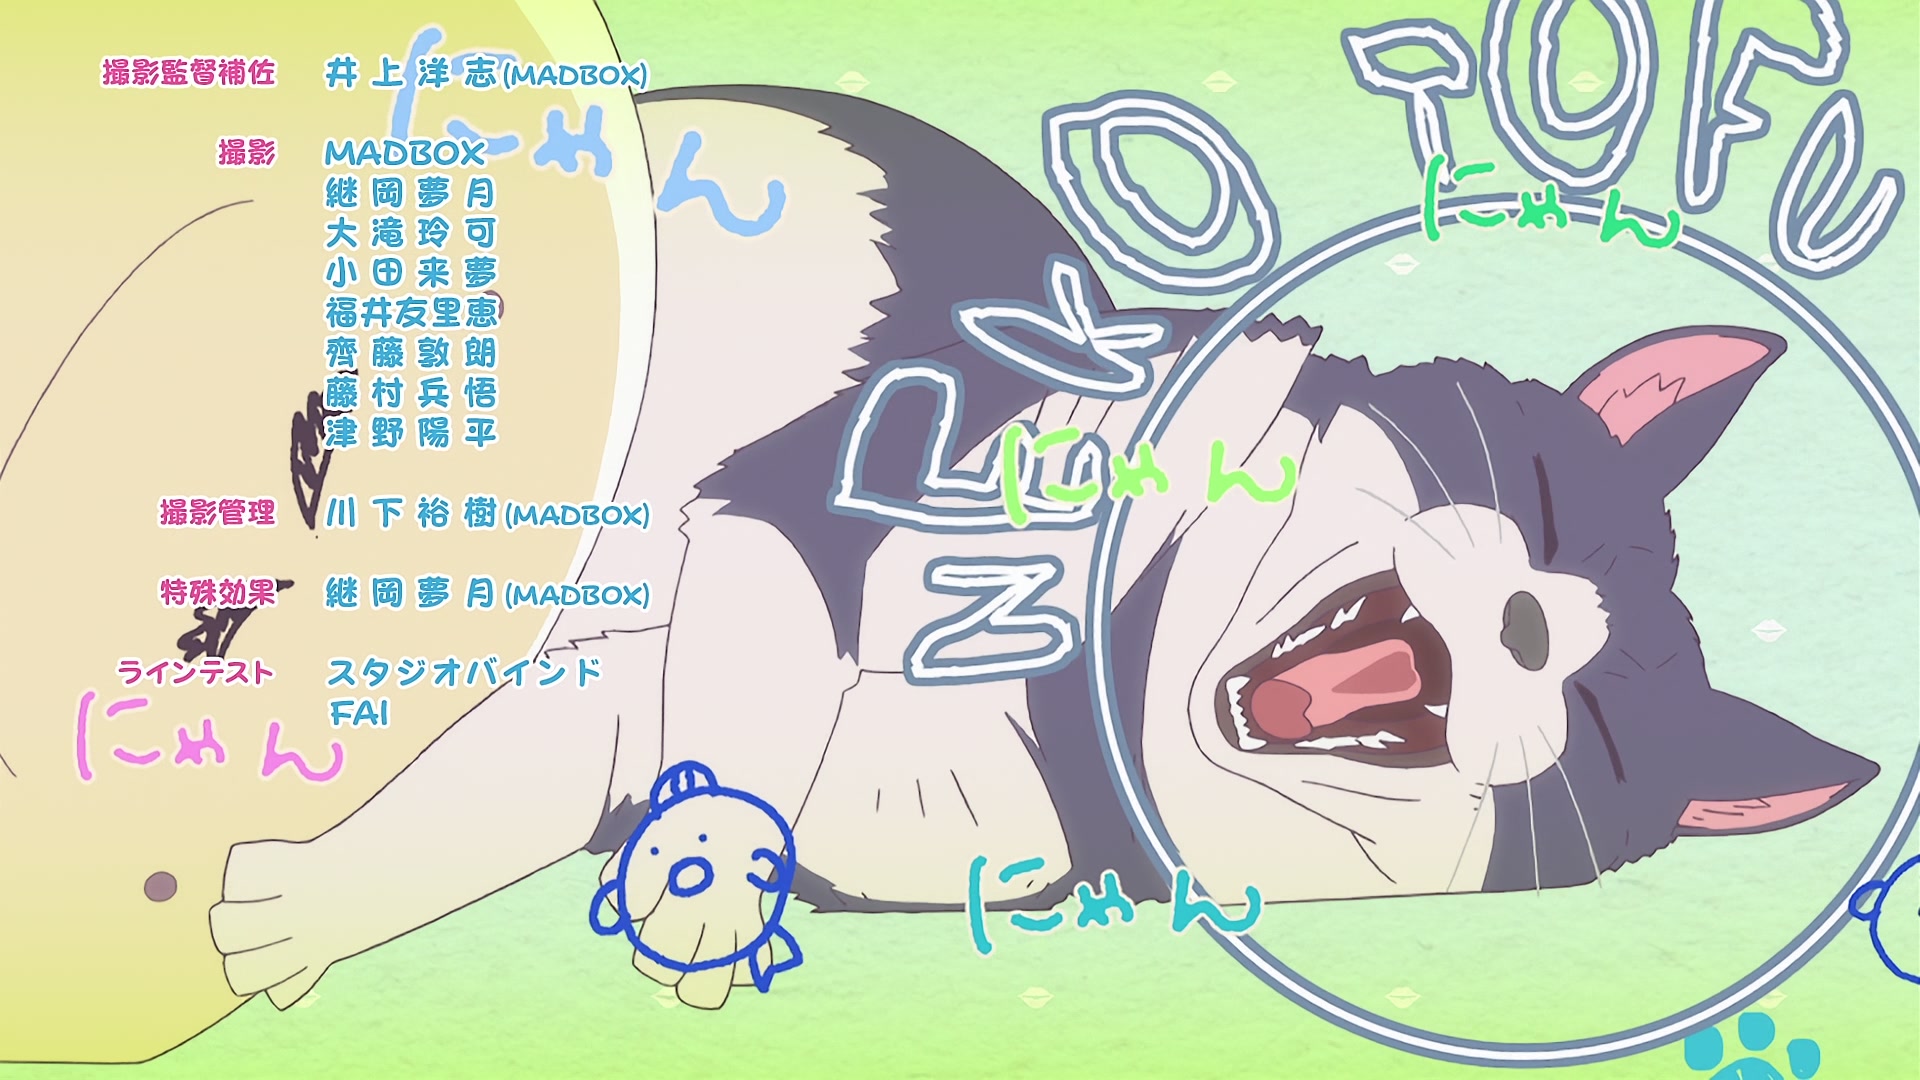 撮影監督補佐 井上洋志(MADBOX)
撮影 MADBOX
継岡夢月
大滝玲可
小田来夢
福井友里恵
齊藤敦朗
藤村兵悟
津野陽平
撮影管理 川下裕樹(MADBOX)
特殊効果 継岡夢月(MADBOX)
ラインテスト スタジオバインド
FAI
にゃん
にゃん
NEKO TOFU
にゃん
にゃん
にゃん